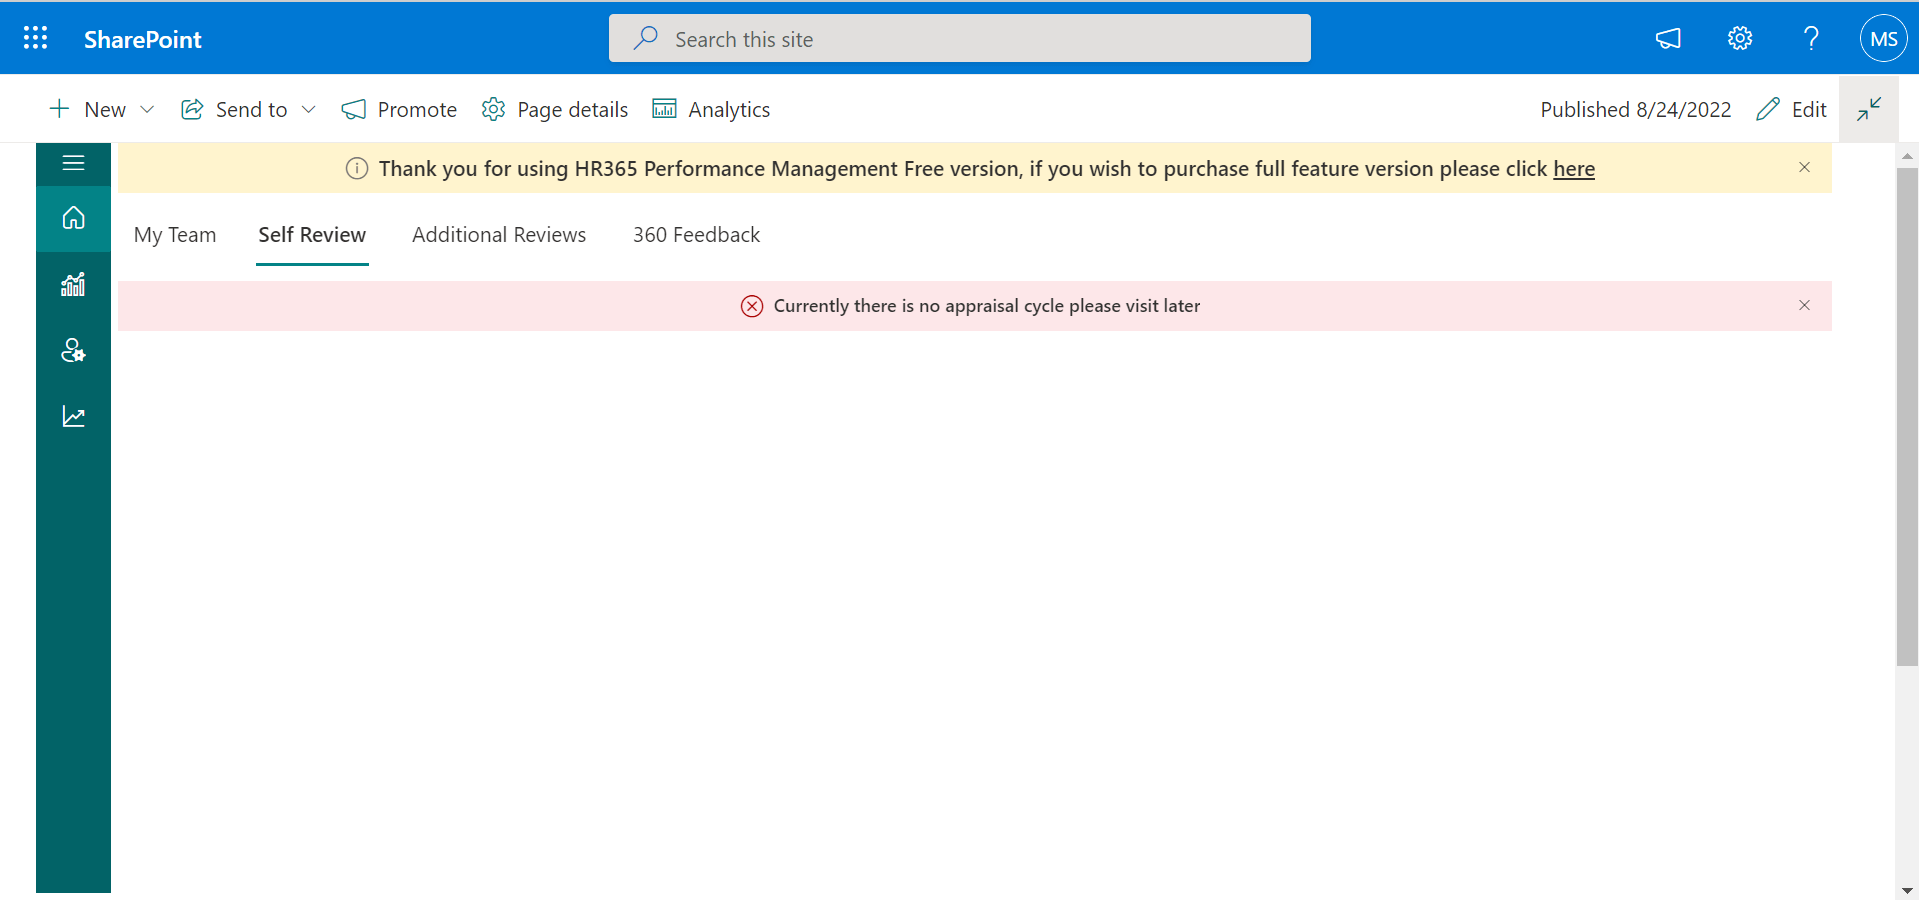 SharePoint
Search this site
MS
New
Send to
Promote
Page details
Analytics
Published 8/24/2022
Edit
Thank you for using HR365 Performance Management Free version, if you wish to purchase full feature version please click here
My Team
Self Review
Additional Reviews
360 Feedback
Currently there is no appraisal cycle please visit later